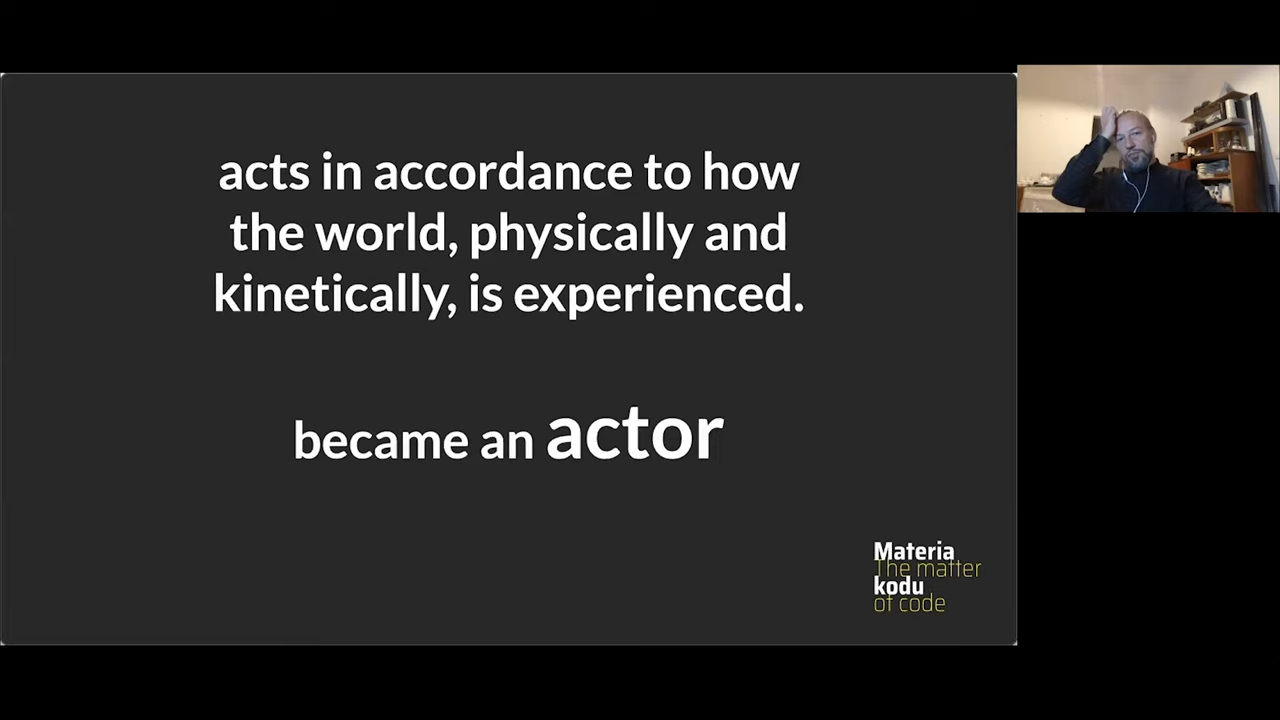 acts in accordance to how
the world, physically and
kinetically, is experienced.
became an actor
Materia
The matter
kodu
of code